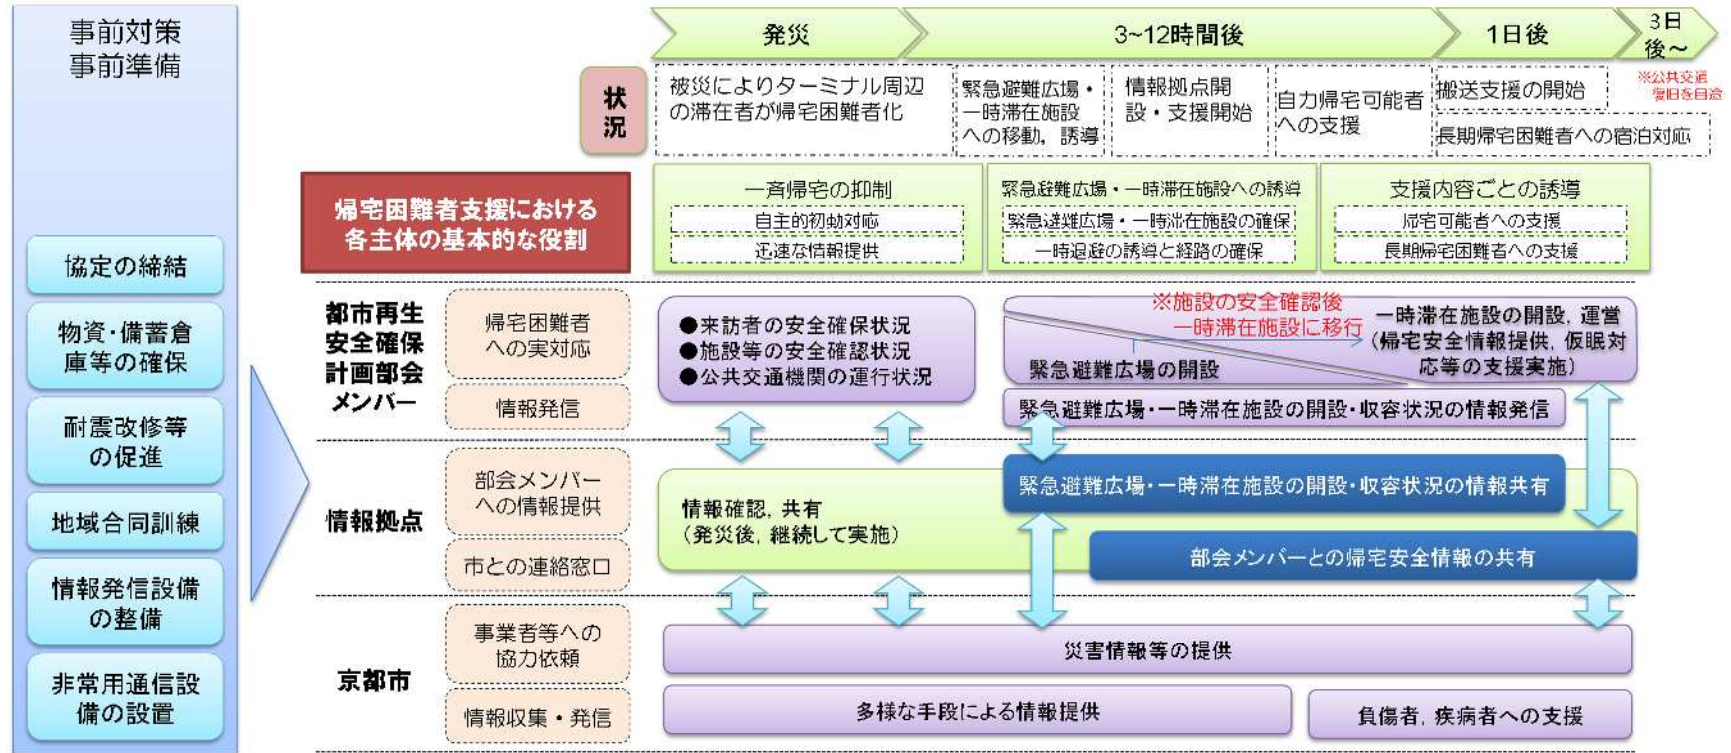 事前対策
事前準備
協定の締結
物資・備蓄倉
庫等の確保
耐震改修等
の促進
地域合同訓練
情報発信設備
の整備
非常用通信設
備の設置
発災
3~12時間後
1日後
3日
後～
状
況
被災によりターミナル周辺
の滞在者が帰宅困難者化
緊急避難広場・
一時滞在施設
への移動，誘導
情報拠点開
設・支援開始
自力帰宅可能者
への支援
搬送支援の開始
長期帰宅困難者への宿泊対応
※公共交通
復旧を目途
帰宅困難者支援における
各主体の基本的な役割
一斉帰宅の抑制
自主的初動対応
迅速な情報提供
緊急避難広場・一時滞在施設への誘導
緊急避難広場・一時滞在施設の確保
一時退避の誘導と経路の確保
支援内容ごとの誘導
帰宅可能者への支援
長期帰宅困難者への支援
都市再生
安全確保
計画部会
メンバー
帰宅困難者
への実対応
情報発信
●来訪者の安全確保状況
●施設等の安全確認状況
●公共交通機関の運行状況
※施設の安全確認後
一時滞在施設に移行
緊急避難広場の開設
一時滞在施設の開設，運営
（帰宅安全情報提供，仮眠対
応等の支援実施）
緊急避難広場・一時滞在施設の開設・収容状況の情報発信
情報拠点
部会メンバー
への情報提供
市との連絡窓口
情報確認，共有
（発災後，継続して実施）
緊急避難広場・一時滞在施設の開設・収容状況の情報共有
部会メンバーとの帰宅安全情報の共有
京都市
事業者等への
協力依頼
情報収集・発信
災害情報等の提供
多様な手段による情報提供
負傷者，疾病者への支援